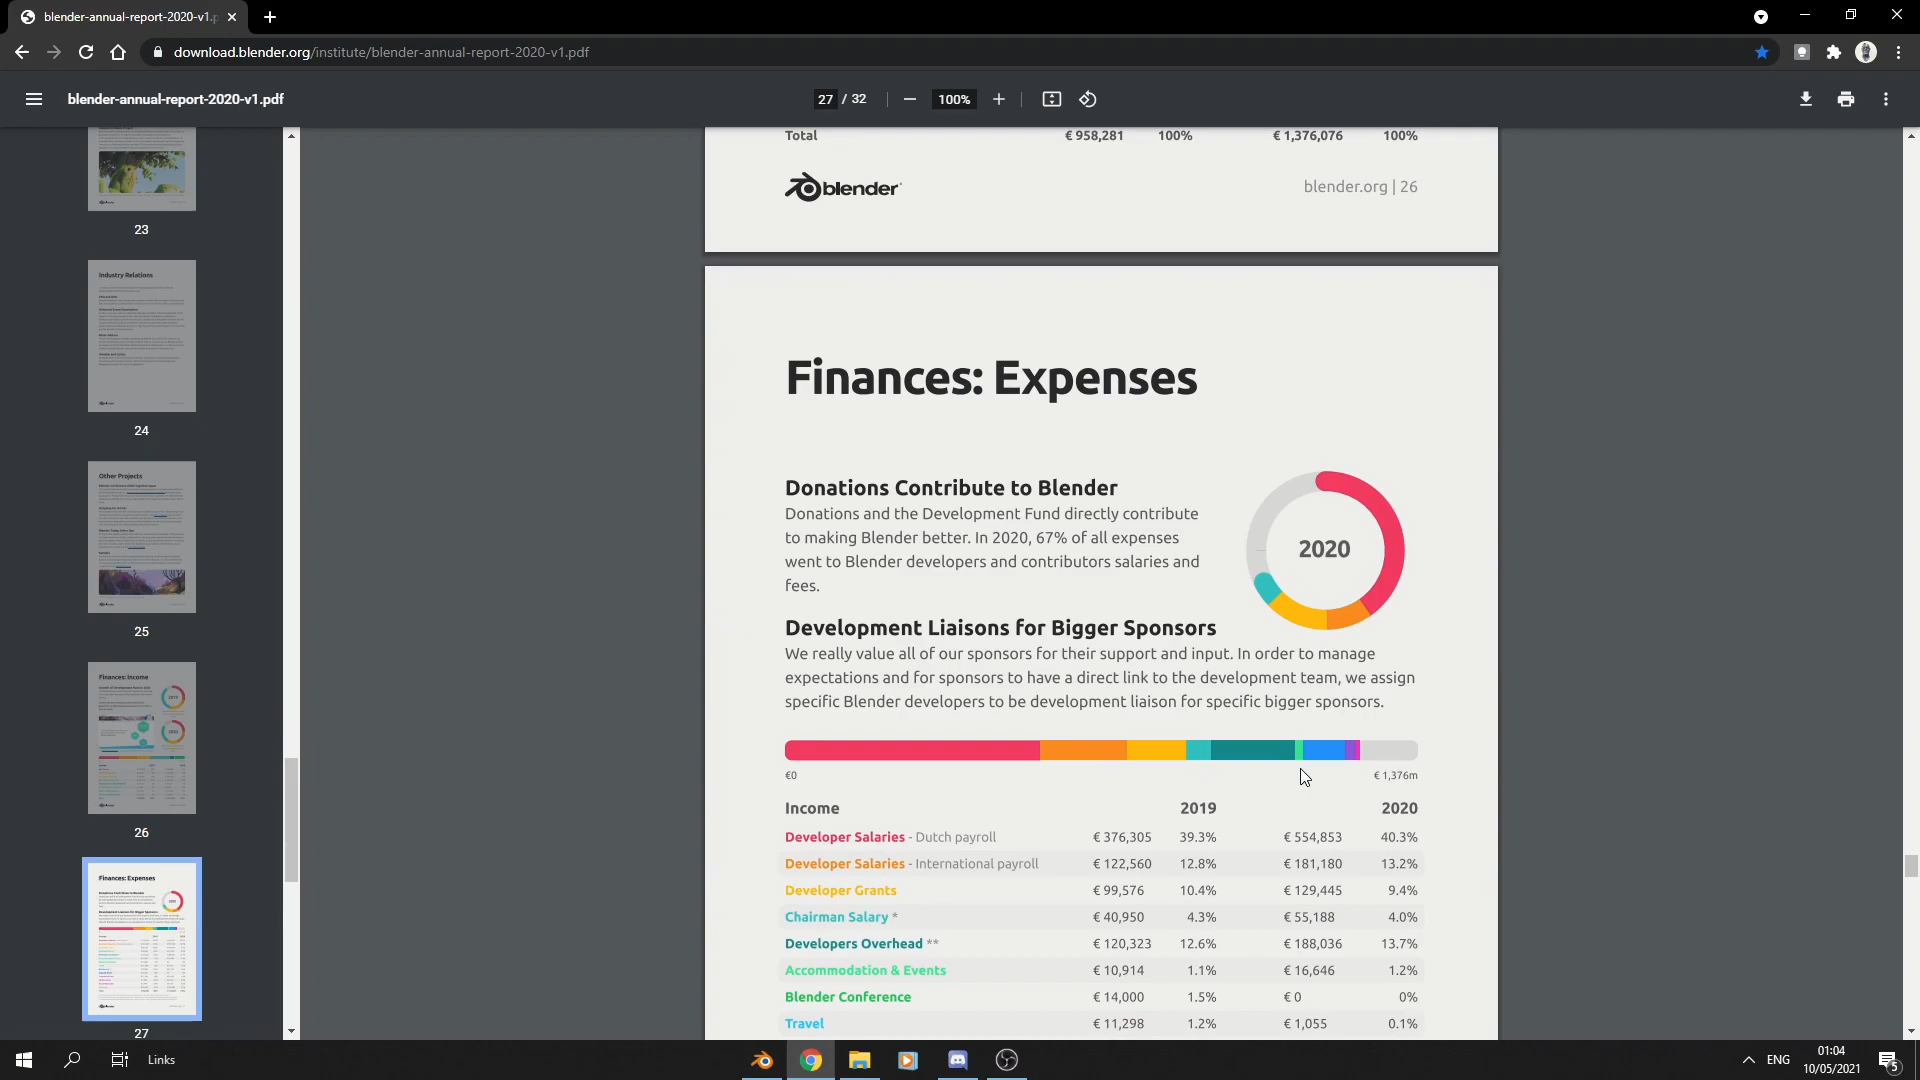 blender-annual-report-2020-v1.p
download.blender.org/institute/blender-annual-report-2020-v1.pdf
blender-annual-report-2020-v1.pdf
27 / 32
100%
23
Industry Relations
24
Other Projects
25
Finances: Income
26
Finances: Expenses
27
Total € 958,281 100% € 1,376,076 100%
blender
blender.org | 26
Finances: Expenses
Donations Contribute to Blender
Donations and the Development Fund directly contribute
to making Blender better. In 2020, 67% of all expenses
went to Blender developers and contributors salaries and
fees.
2020
Development Liaisons for Bigger Sponsors
We really value all of our sponsors for their support and input. In order to manage
expectations and for sponsors to have a direct link to the development team, we assign
specific Blender developers to be development liaison for specific bigger sponsors.
€0 € 1,376m
Income 2019 2020
Developer Salaries - Dutch payroll € 376,305 39.3% € 554,853 40.3%
Developer Salaries - International payroll € 122,560 12.8% € 181,180 13.2%
Developer Grants € 99,576 10.4% € 129,445 9.4%
Chairman Salary * € 40,950 4.3% € 55,188 4.0%
Developers Overhead ** € 120,323 12.6% € 188,036 13.7%
Accommodation & Events € 10,914 1.1% € 16,646 1.2%
Blender Conference € 14,000 1.5% € 0 0%
Travel € 11,298 1.2% € 1,055 0.1%
Links
ENG
01:04
10/05/2021
5